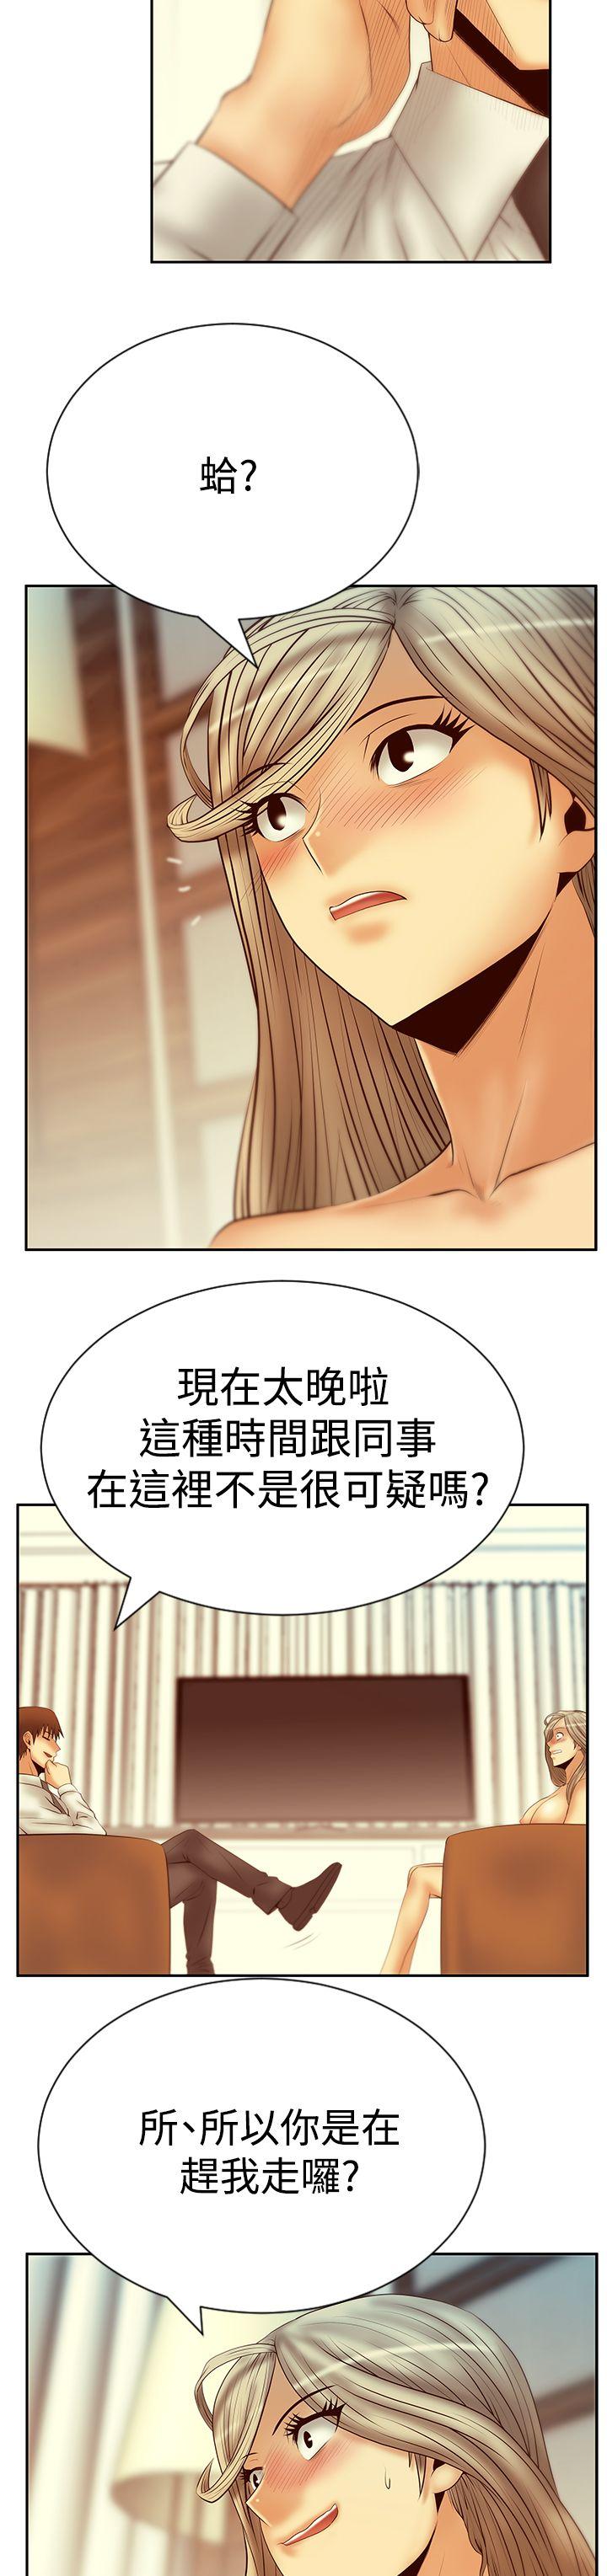 蛤?
現在太晚啦
這種時間跟同事
在這裡不是很可疑嗎?
所、所以你是在
趕我走囉?